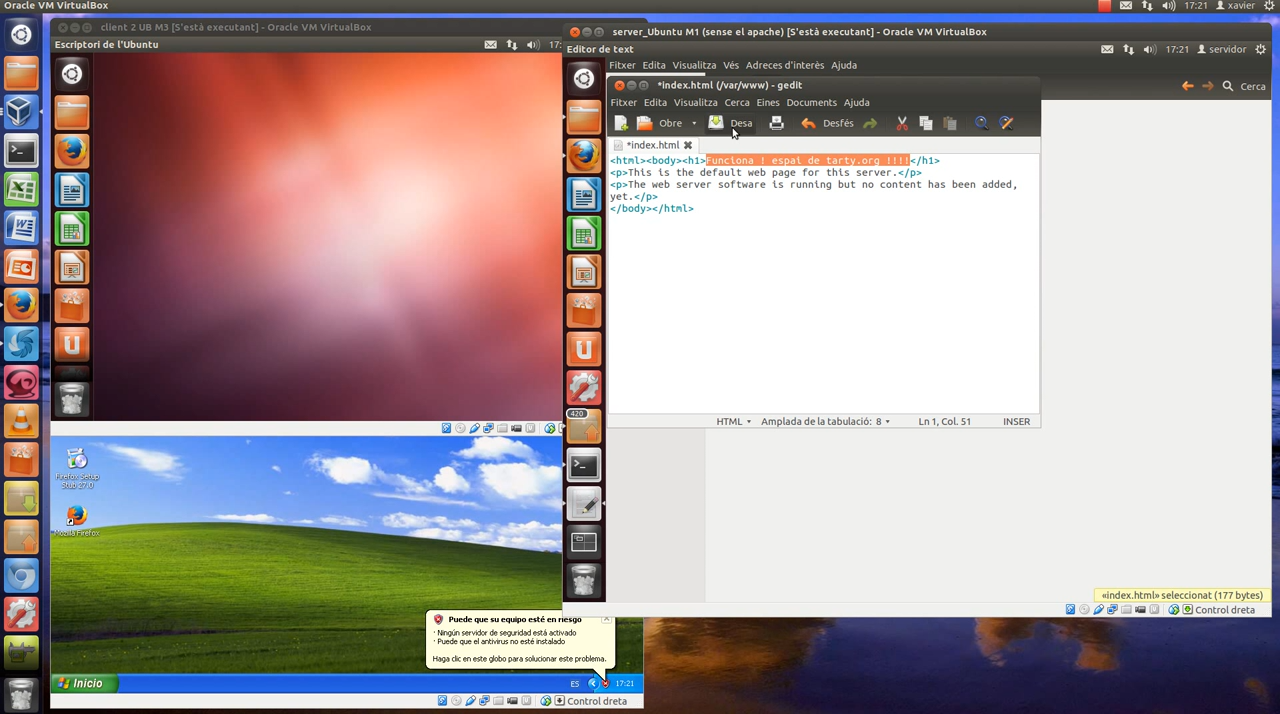 Oracle VM VirtualBox
17:21 xavier
client 2 UB M3 [S'està executant] - Oracle VM VirtualBox
Escriptori de l'Ubuntu
server_Ubuntu M1 (sense el apache) [S'està executant] - Oracle VM VirtualBox
Editor de text
17:21 servidor
Fitxer Edita Visualitza Vés Adreces d'interès Ajuda
*index.html (/var/www) - gedit
Cerca
Fitxer Edita Visualitza Cerca Eines Documents Ajuda
Obre Desa Desfés
*index.html
<html><body><h1>Funciona ! espai de tarty.org !!!!</h1>
<p>This is the default web page for this server.</p>
<p>The web server software is running but no content has been added,
yet.</p>
</body></html>
HTML Amplada de la tabulació: 8 Ln 1, Col. 51 INSER
420
«index.html» seleccionat (177 bytes)
Control dreta
Firefox Setup
Stub 27.0
Mozilla Firefox
Puede que su equipo esté en riesgo
· Ningún servidor de seguridad está activado
· Puede que el antivirus no esté instalado
Haga clic en este globo para solucionar este problema.
Inicio
ES 17:21
Control dreta